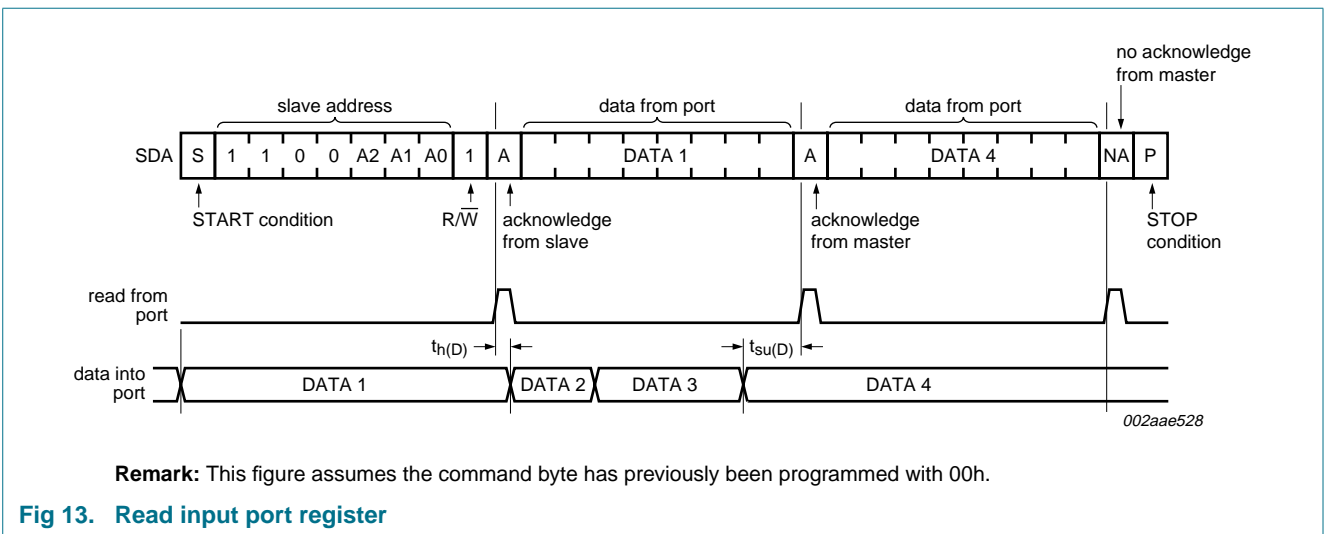 no acknowledge
from master
slave address
data from port
data from port
SDA S 1 1 0 0 A2 A1 A0 1 A DATA 1 A DATA 4 NA P
START condition
R/W̅
acknowledge
from slave
acknowledge
from master
STOP
condition
read from
port
th(D)
tsu(D)
data into
port
DATA 1 DATA 2 DATA 3 DATA 4
002aae528
Remark: This figure assumes the command byte has previously been programmed with 00h.
Fig 13. Read input port register